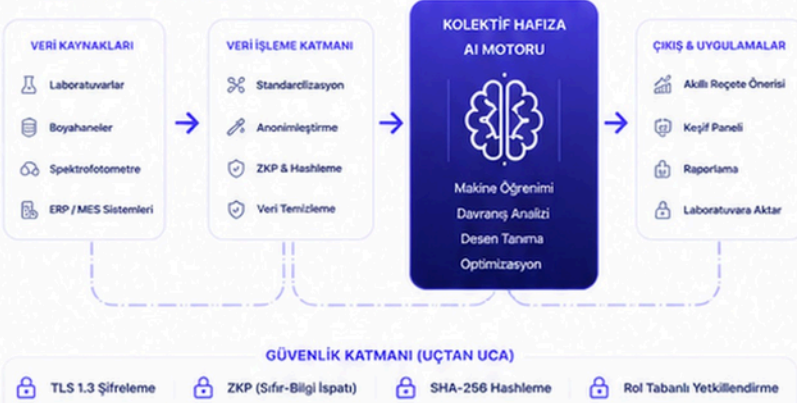 VERİ KAYNAKLARI
Laboratuvarlar
Boyahaneler
Spektrofotometre
ERP / MES Sistemleri
VERİ İŞLEME KATMANI
Standardlizasyon
Anonimleştirme
ZKP & Hashleme
Veri Temizleme
KOLEKTİF HAFIZA
AI MOTORU
Makine Öğrenimi
Davranış Analizi
Desen Tanıma
Optimizasyon
ÇIKIŞ & UYGULAMALAR
Akıllı Reçete Önerisi
Keşif Paneli
Raporlama
Laboratuvara Aktar
GÜVENLİK KATMANI (UÇTAN UCA)
TLS 1.3 Şifreleme
ZKP (Sıfır-Bilgi İspatı)
SHA-256 Hashleme
Rol Tabanlı Yetkillendirme